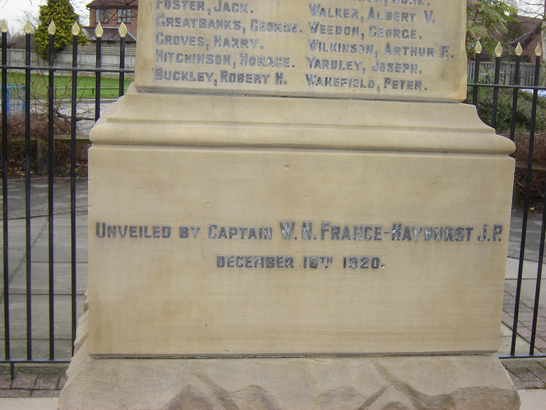 FOSTER, JACK.
GREATBANKS, GEORGE.
GROVES, HARRY.
HITCHINSON, HORACE.
BUCKLEY, ROBERT H.
WALKER, ALBERT V.
WEEDON, GEORGE.
WILKINSON, ARTHUR E.
YARDLEY, JOSEPH.
WAKEFIELD, PETER.
UNVEILED BY CAPTAIN W. H. FRANCE-HAYHURST J.P.
DECEMBER 1920.